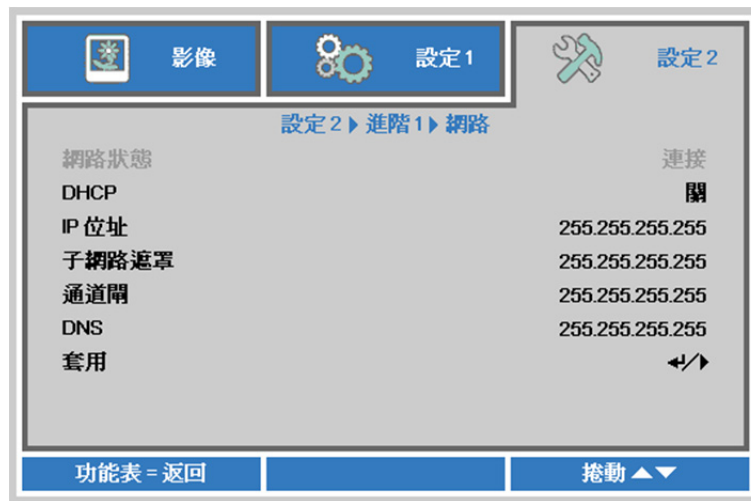 影像 設定1 設定2
設定2▶進階1▶網路
網路狀態 連接
DHCP 關
IP 位址 255.255.255.255
子網路遮罩 255.255.255.255
通道閘 255.255.255.255
DNS 255.255.255.255
套用 ↵/▶
功能表 = 返回 捲動▲▼